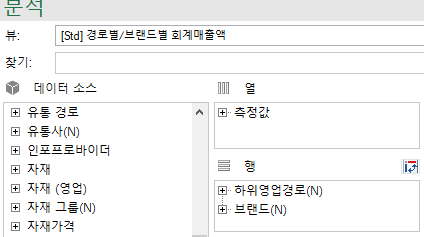 분석
뷰:
[Std] 경로별/브랜드별 회계매출액
찾기:
데이터 소스
유통 경로
유통사(N)
인포프로바이더
자재
자재 (영업)
자재 그룹(N)
자재가격
열
측정값
행
하위영업경로(N)
브랜드(N)